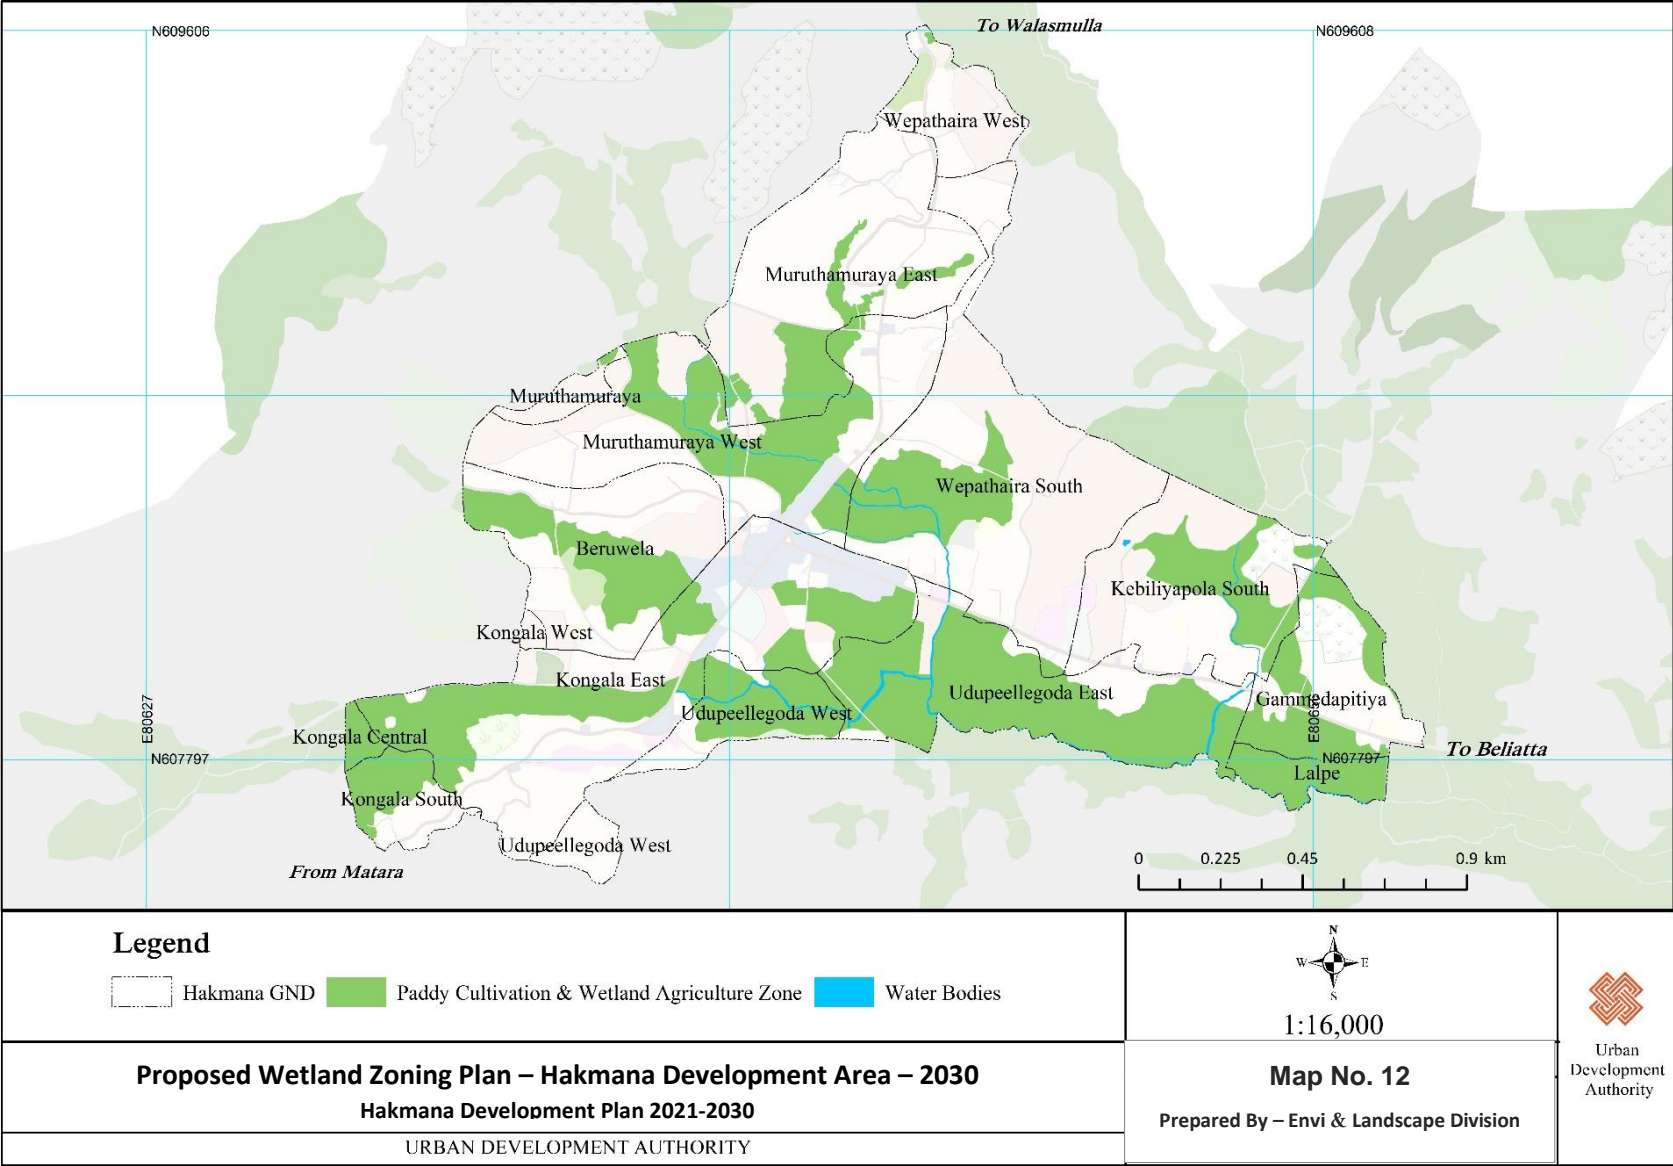 To Walasmulla
N609606
N609608
Wepathaira West
Muruthamuraya East
Muruthamuraya
Muruthamuraya West
Wepathaira South
Beruwela
Kebiliyapola South
Kongala West
Kongala East
Udupeellegoda East
Gammedapitiya
E80627
Udupeellegoda West
Kongala Central
To Beliatta
N607797
N607797
Lalpe
Kongala South
Udupeellegoda West
From Matara
0 0.225 0.45 0.9 km
Legend
Hakmana GND
Paddy Cultivation & Wetland Agriculture Zone
Water Bodies
N
W E
S
1:16,000
Urban
Development
Authority
Proposed Wetland Zoning Plan – Hakmana Development Area – 2030
Hakmana Development Plan 2021-2030
URBAN DEVELOPMENT AUTHORITY
Map No. 12
Prepared By – Envi & Landscape Division